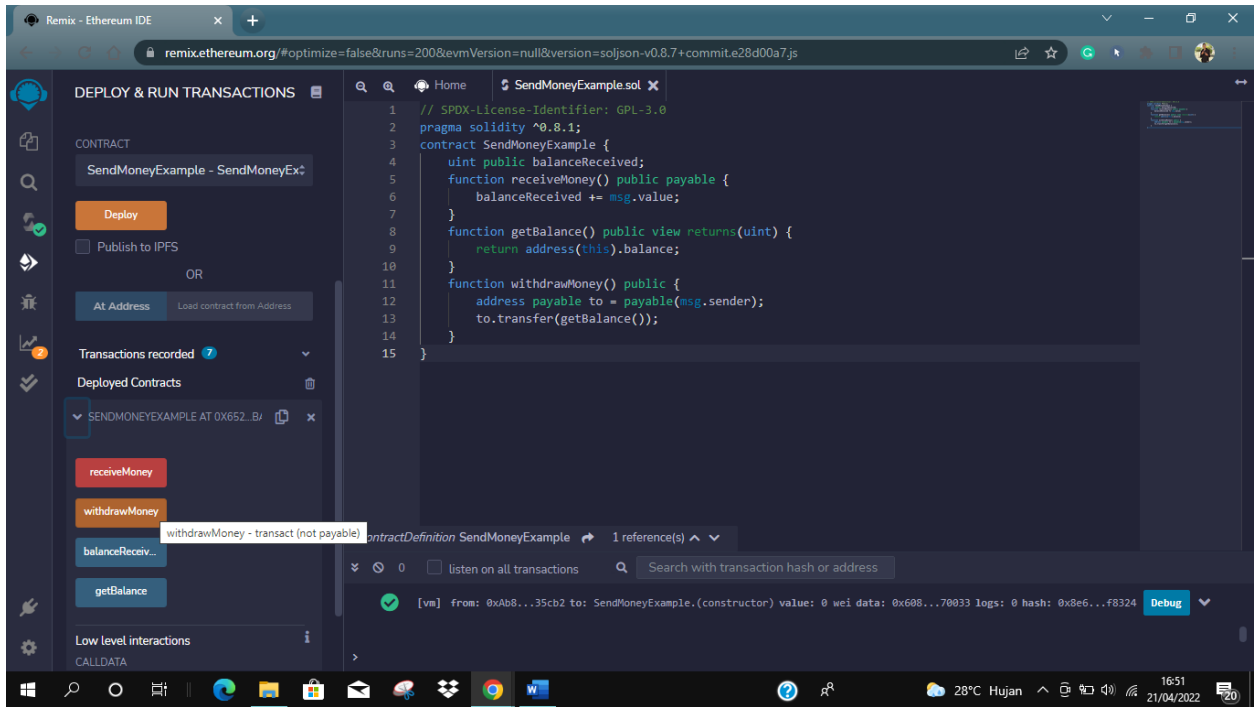 Remix - Ethereum IDE
remix.ethereum.org/#optimize=false&runs=200&evmVersion=null&version=soljson-v0.8.7+commit.e28d00a7.js
DEPLOY & RUN TRANSACTIONS
CONTRACT
SendMoneyExample - SendMoneyEx
Deploy
Publish to IPFS
OR
At Address
Load contract from Address
Transactions recorded 7
Deployed Contracts
SENDMONEYEXAMPLE AT 0X652...B
receiveMoney
withdrawMoney
withdrawMoney - transact (not payable)
balanceReceiv...
getBalance
Low level interactions
i
CALLDATA
2
Home
SendMoneyExample.sol
1 // SPDX-License-Identifier: GPL-3.0
2 pragma solidity ^0.8.1;
3 contract SendMoneyExample {
4 uint public balanceReceived;
5 function receiveMoney() public payable {
6 balanceReceived += msg.value;
7 }
8 function getBalance() public view returns(uint) {
9 return address(this).balance;
10 }
11 function withdrawMoney() public {
12 address payable to = payable(msg.sender);
13 to.transfer(getBalance());
14 }
15 }
ontractDefinition SendMoneyExample 1 reference(s)
0 listen on all transactions Search with transaction hash or address
[vm] from: 0xAb8...35cb2 to: SendMoneyExample.(constructor) value: 0 wei data: 0x608...70033 logs: 0 hash: 0x8e6...f8324 Debug
>
28°C Hujan
16:51
21/04/2022
20